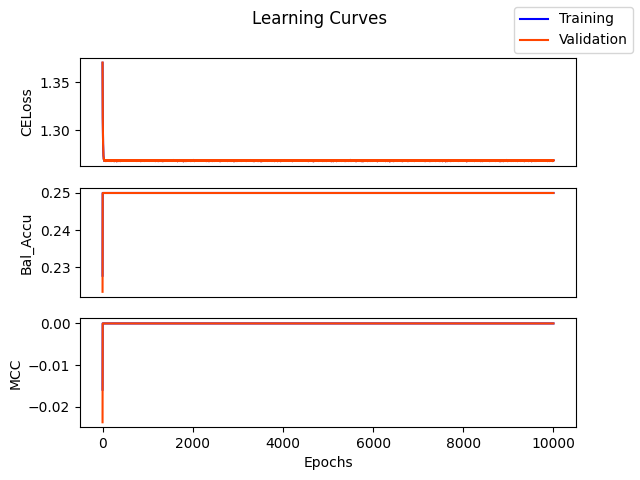 Learning Curves
Training
Validation
CELoss
1.35
1.30
Bal_Accu
0.25
0.24
0.23
MCC
0.00
−0.01
−0.02
0 2000 4000 6000 8000 10000
Epochs